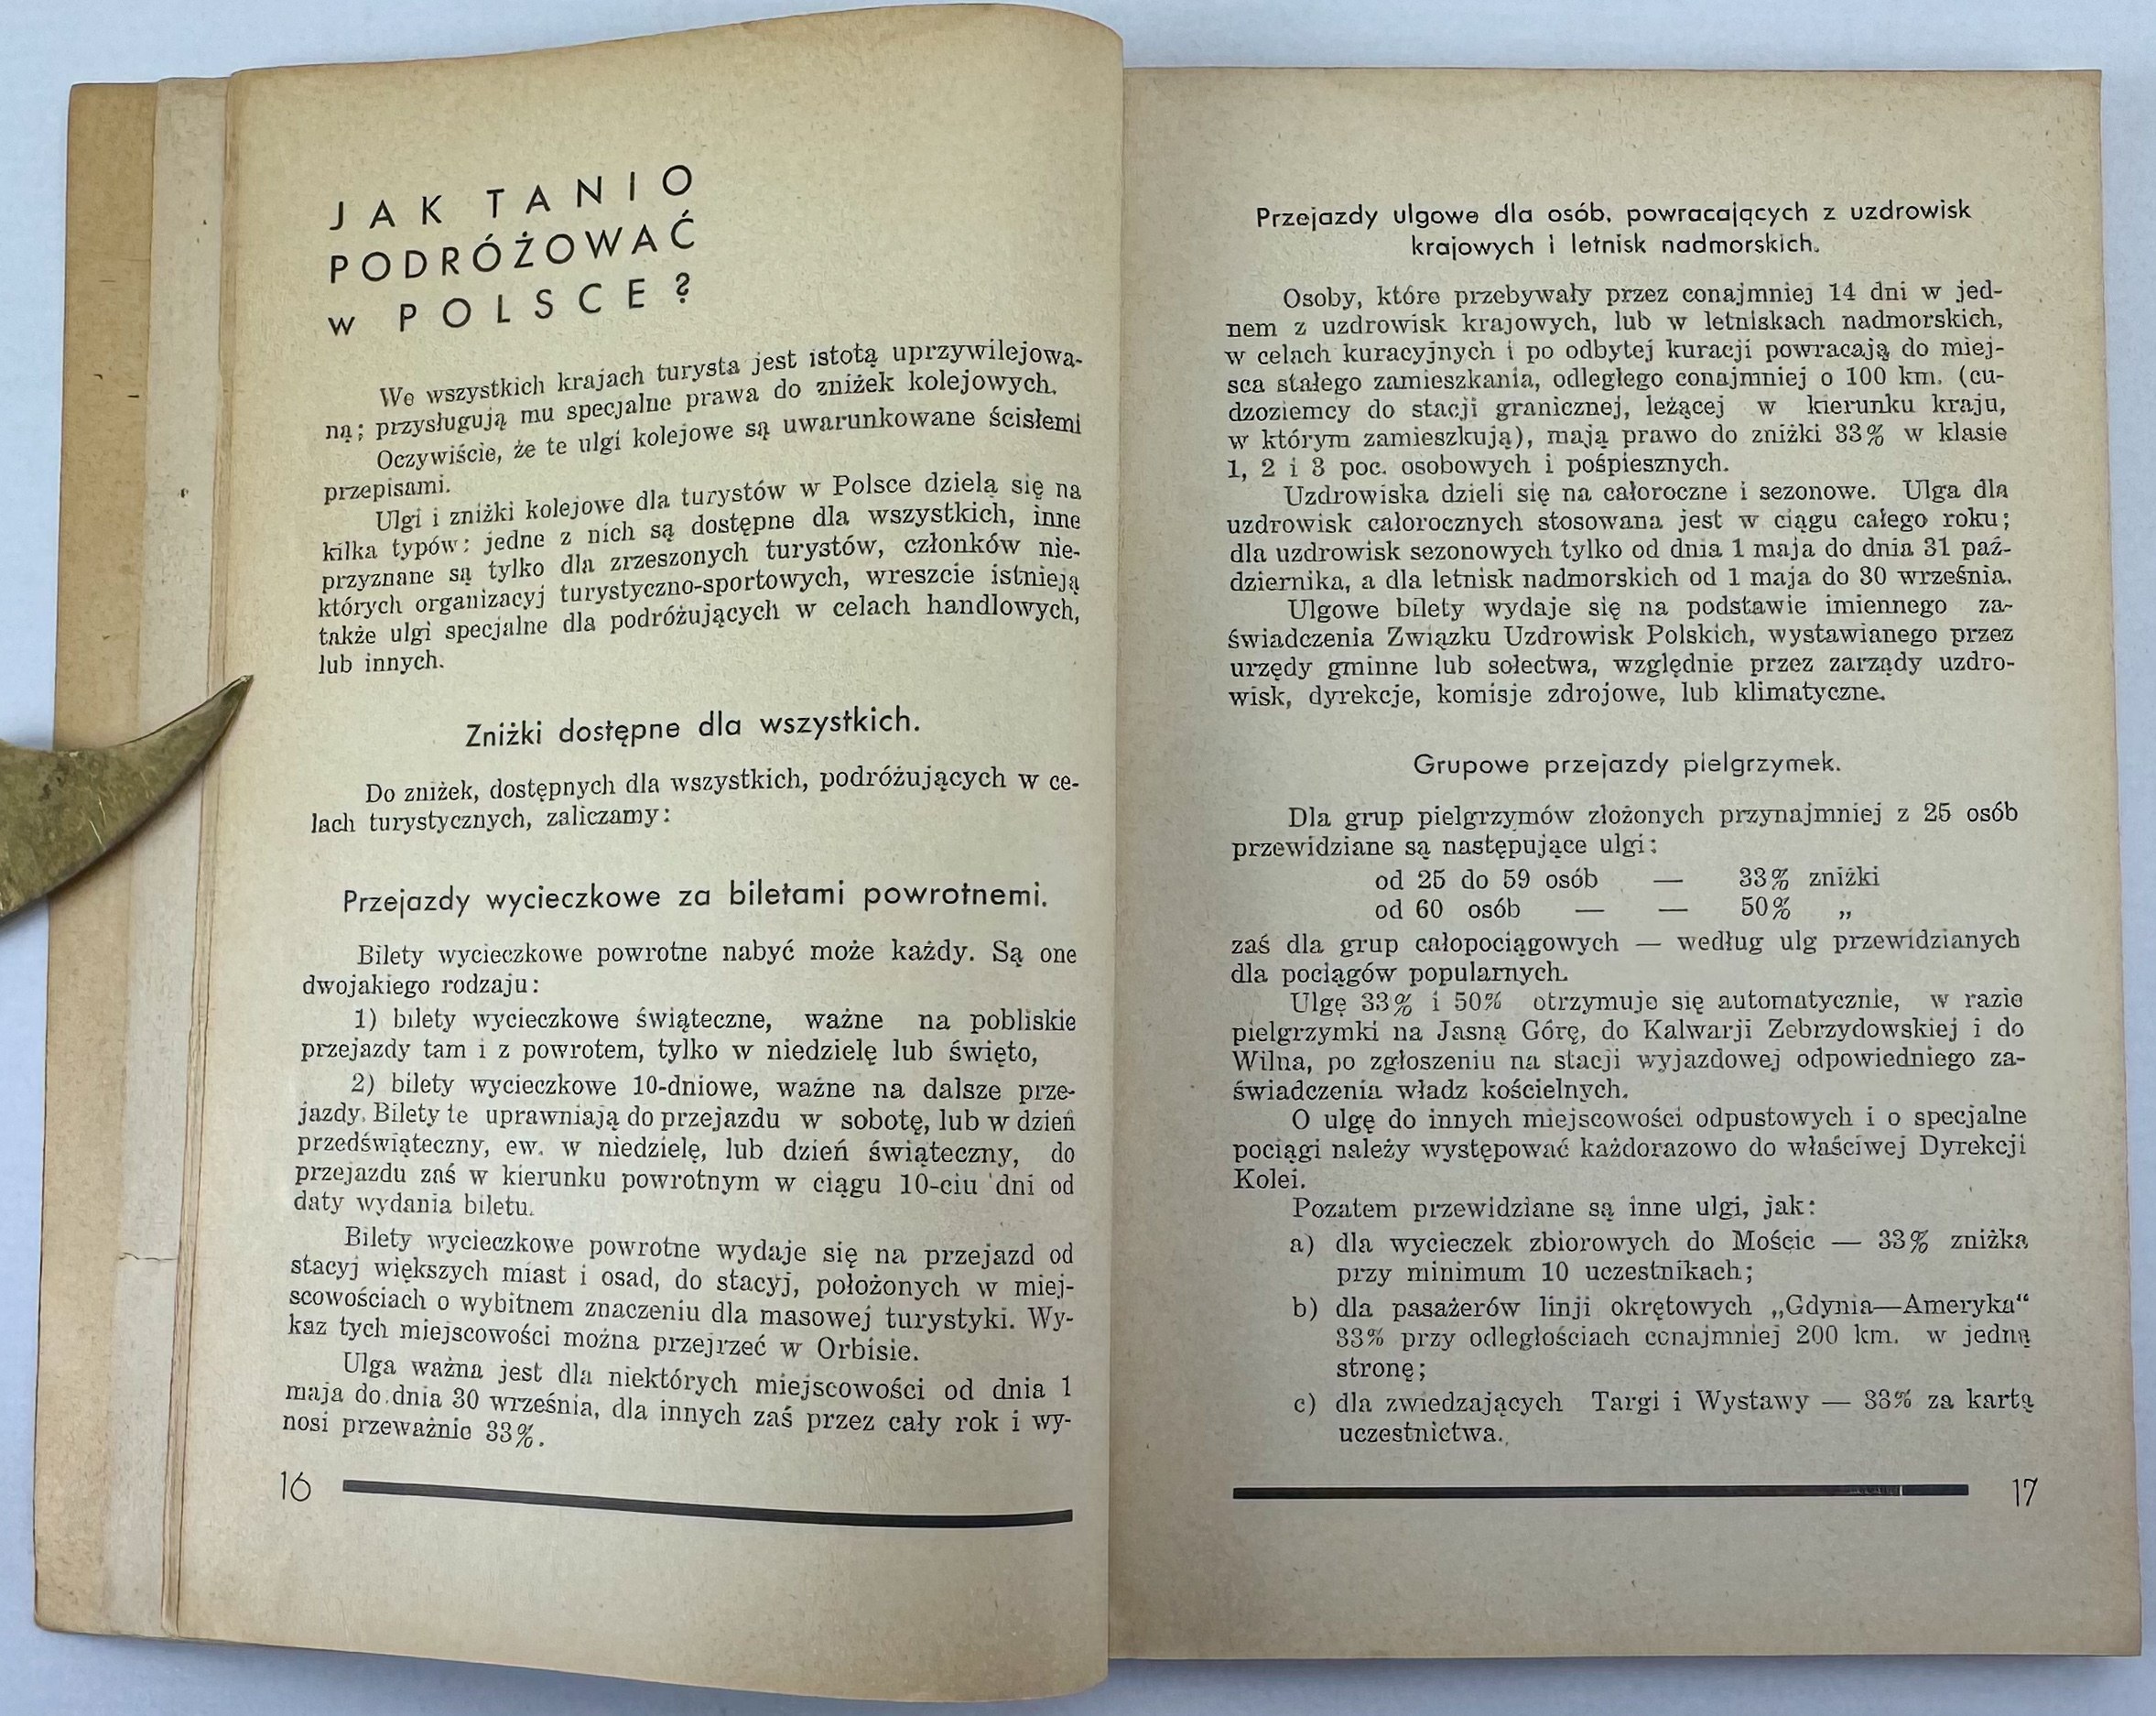 JAK TANIO
PODRÓŻOWAĆ
w POLSCE?
We wszystkich krajach turysta jest istotą uprzywilejowa-
ną; przysługują mu specjalne prawa do zniżek kolejowych.
Oczywiście, że te ulgi kolejowe są uwarunkowane ścisłemi
przepisami.
Ulgi i zniżki kolejowe dla turystów w Polsce dzielą się na
kilka typów: jedne z nich są dostępne dla wszystkich, inne
przyznane są tylko dla zrzeszonych turystów, członków nie-
których organizacyj turystyczno-sportowych, wreszcie istnieją
także ulgi specjalne dla podróżujących w celach handlowych,
lub innych.
Zniżki dostępne dla wszystkich.
Do zniżek, dostępnych dla wszystkich, podróżujących w ce-
lach turystycznych, zaliczamy:
Przejazdy wycieczkowe za biletami powrotnemi.
Bilety wycieczkowe powrotne nabyć może każdy. Są one
dwojakiego rodzaju:
1) bilety wycieczkowe świąteczne, ważne na pobliskie
przejazdy tam i z powrotem, tylko w niedzielę lub święto,
2) bilety wycieczkowe 10-dniowe, ważne na dalsze prze-
jazdy. Bilety te uprawniają do przejazdu w sobotę, lub w dzień
przedświąteczny, ew. w niedzielę, lub dzień świąteczny, do
przejazdu zaś w kierunku powrotnym w ciągu 10-ciu dni od
daty wydania biletu.
Bilety wycieczkowe powrotne wydaje się na przejazd od
stacyj większych miast i osad, do stacyj, położonych w miej-
scowościach o wybitnem znaczeniu dla masowej turystyki. Wy-
kaz tych miejscowości można przejrzeć w Orbisie.
Ulga ważna jest dla niektórych miejscowości od dnia 1
maja do dnia 30 września, dla innych zaś przez cały rok i wy-
nosi przeważnie 33%.
16
Przejazdy ulgowe dla osób, powracających z uzdrowisk
krajowych i letnisk nadmorskich.
Osoby, które przebywały przez conajmniej 14 dni w jed-
nem z uzdrowisk krajowych, lub w letniskach nadmorskich,
w celach kuracyjnych i po odbytej kuracji powracają do miej-
sca stałego zamieszkania, odległego conajmniej o 100 km. (cu-
dzoziemcy do stacji granicznej, leżącej w kierunku kraju,
w którym zamieszkują), mają prawo do zniżki 33% w klasie
1, 2 i 3 poc. osobowych i pośpiesznych.
Uzdrowiska dzieli się na całoroczne i sezonowe. Ulga dla
uzdrowisk całorocznych stosowana jest w ciągu całego roku;
dla uzdrowisk sezonowych tylko od dnia 1 maja do dnia 31 paź-
dziernika, a dla letnisk nadmorskich od 1 maja do 30 września.
Ulgowe bilety wydaje się na podstawie imiennego za-
świadczenia Związku Uzdrowisk Polskich, wystawianego przez
urzędy gminne lub sołectwa, względnie przez zarządy uzdro-
wisk, dyrekcje, komisje zdrojowe, lub klimatyczne.
Grupowe przejazdy pielgrzymek.
Dla grup pielgrzymów złożonych przynajmniej z 25 osób
przewidziane są następujące ulgi:
od 25 do 59 osób — 33% zniżki
od 60 osób — — 50% „
zaś dla grup całopociągowych — według ulg przewidzianych
dla pociągów popularnych.
Ulgę 33% i 50% otrzymuje się automatycznie, w razie
pielgrzymki na Jasną Górę, do Kalwarji Zebrzydowskiej i do
Wilna, po zgłoszeniu na stacji wyjazdowej odpowiedniego za-
świadczenia władz kościelnych.
O ulgę do innych miejscowości odpustowych i o specjalne
pociągi należy występować każdorazowo do właściwej Dyrekcji
Kolei.
Pozatem przewidziane są inne ulgi, jak:
a) dla wycieczek zbiorowych do Mościc — 33% zniżka
przy minimum 10 uczestnikach;
b) dla pasażerów linji okrętowych „Gdynia—Ameryka“
33% przy odległościach conajmniej 200 km. w jedną
stronę;
c) dla zwiedzających Targi i Wystawy — 33% za kartą
uczestnictwa.
17